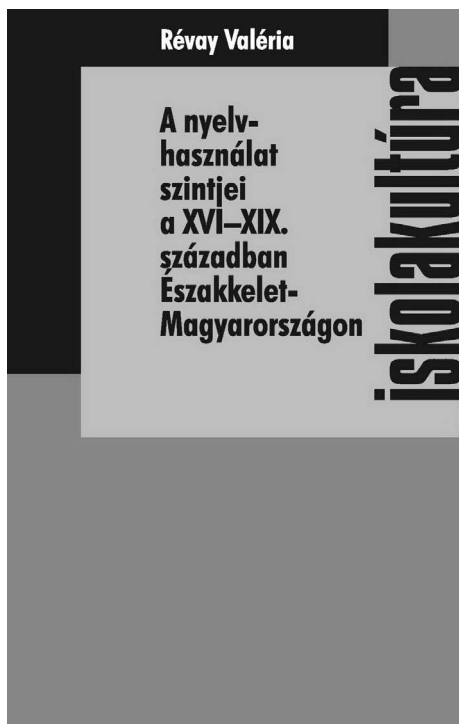 Révay Valéria
A nyelv-
használat
szintjei
a XVI–XIX.
században
Északkelet-
Magyarországon
iskolakultúra